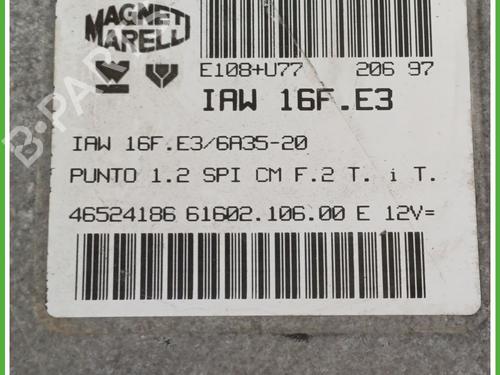 MAGNETI
MARELLI
E108+U77 206 97
IAW 16F.E3
IAW 16F.E3/6A35-20
PUNTO 1.2 SPI CM F.2 T. i T.
46524186 61602.106.00 E 12V=
B-PARTS